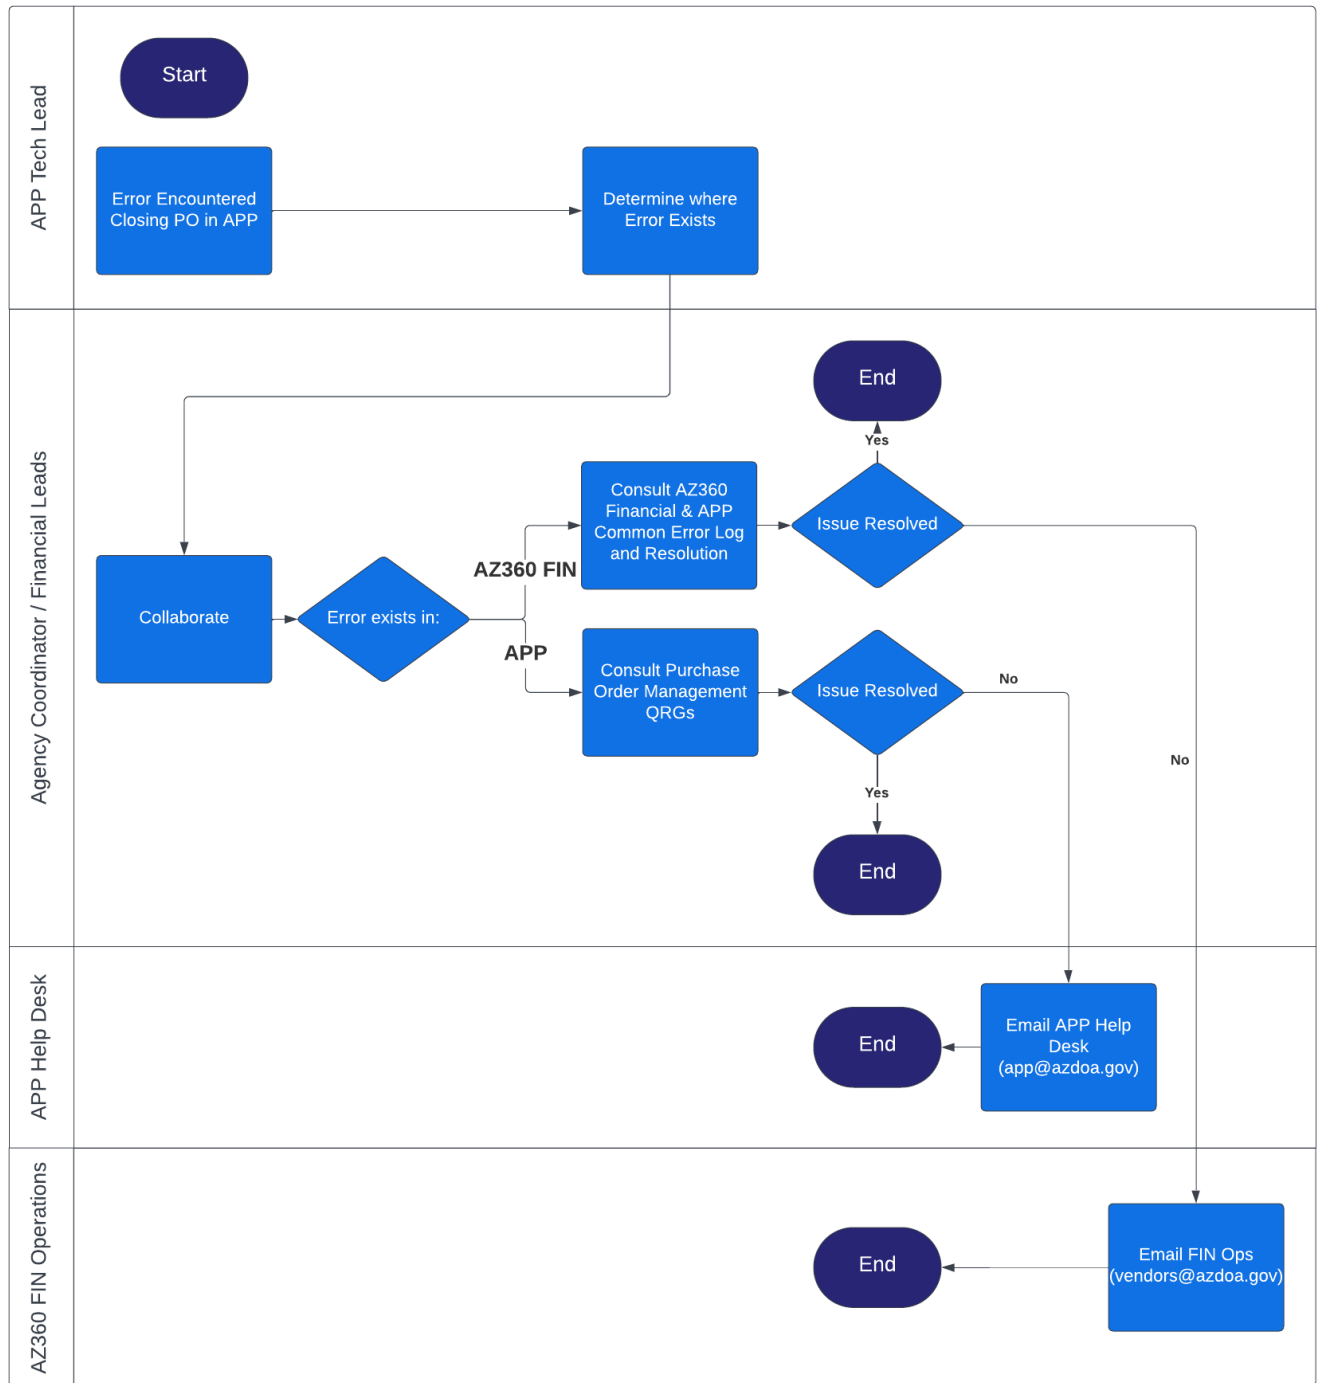 APP Tech Lead
Start
Error Encountered
Closing PO in APP
Determine where
Error Exists
Agency Coordinator / Financial Leads
End
Yes
Consult AZ360
Financial & APP
Common Error Log
and Resolution
Issue Resolved
AZ360 FIN
Collaborate
Error exists in:
APP
Consult Purchase
Order Management
QRGs
Issue Resolved
No
No
Yes
End
APP Help Desk
End
Email APP Help
Desk
(app@azdoa.gov)
AZ360 FIN Operations
End
Email FIN Ops
(vendors@azdoa.gov)